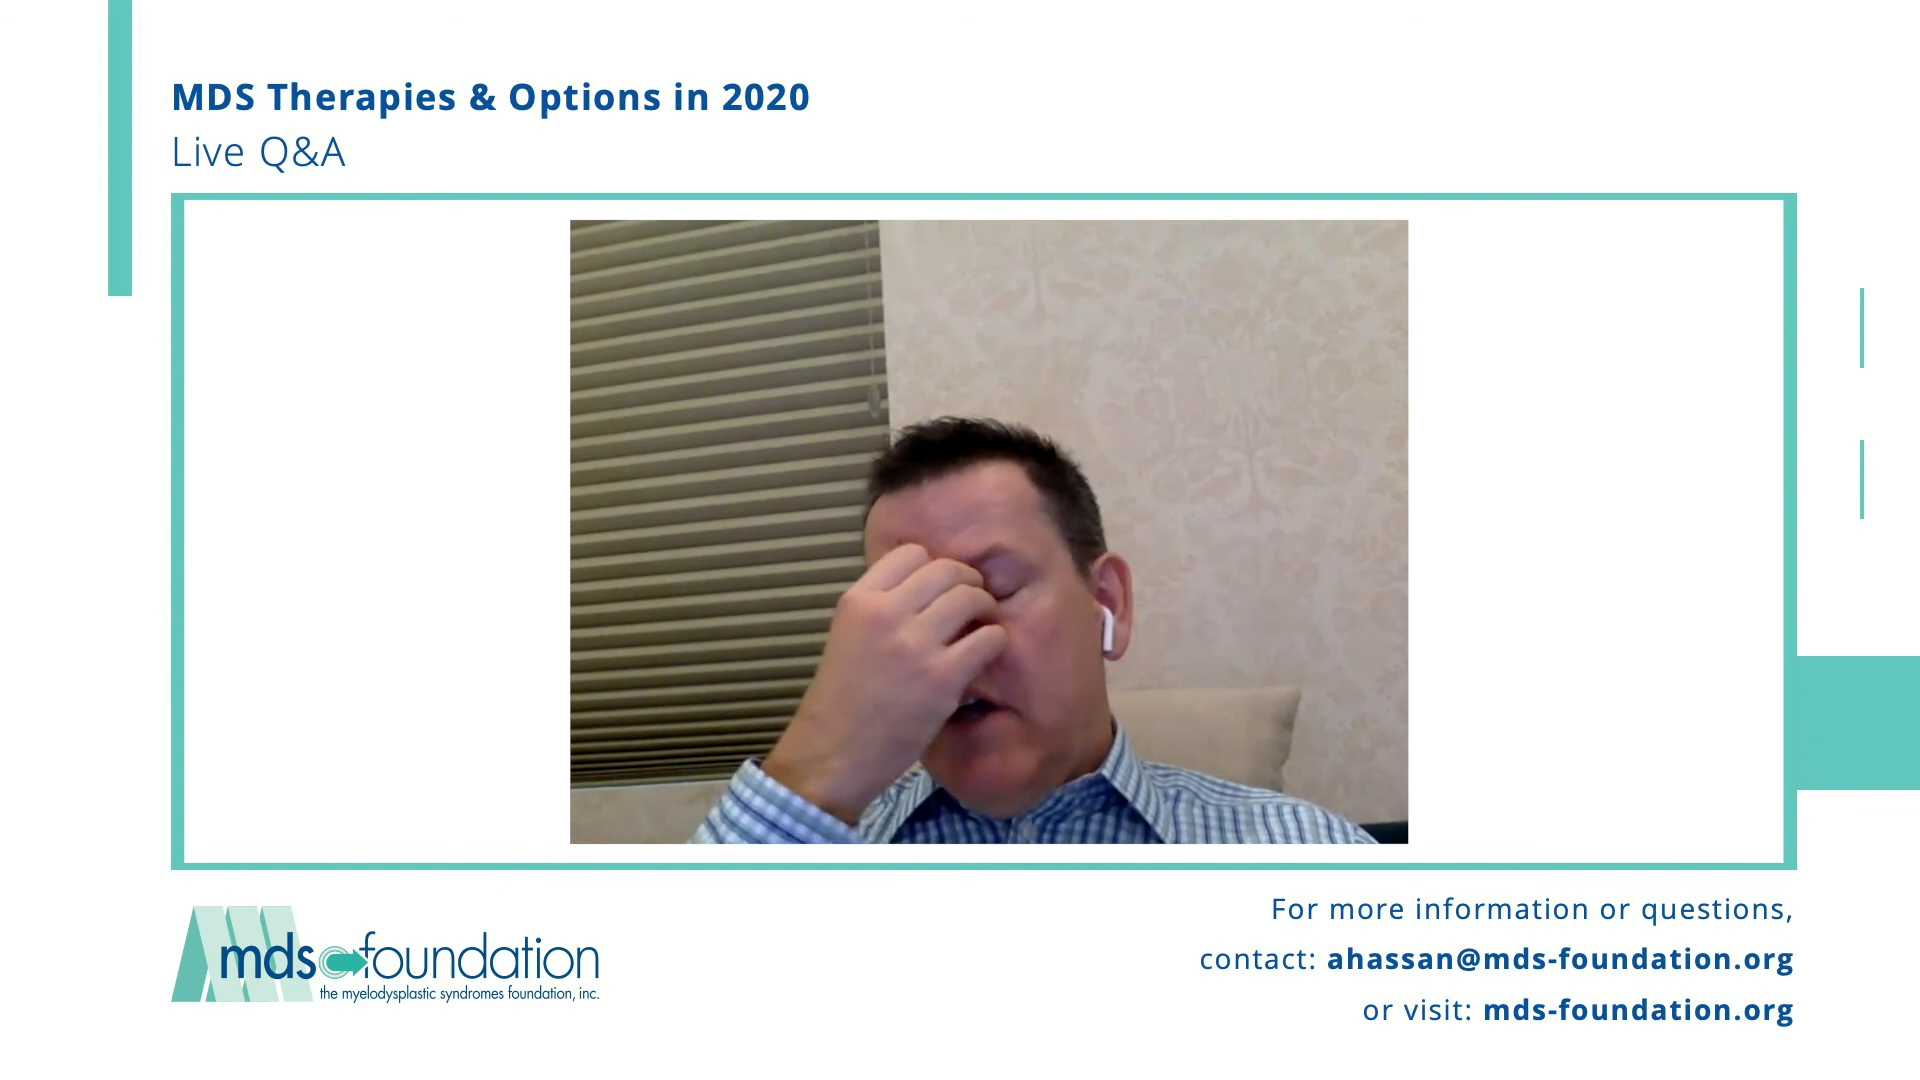 MDS Therapies & Options in 2020
Live Q&A
mds foundation
the myelodysplastic syndromes foundation, inc.
For more information or questions,
contact: ahassan@mds-foundation.org
or visit: mds-foundation.org